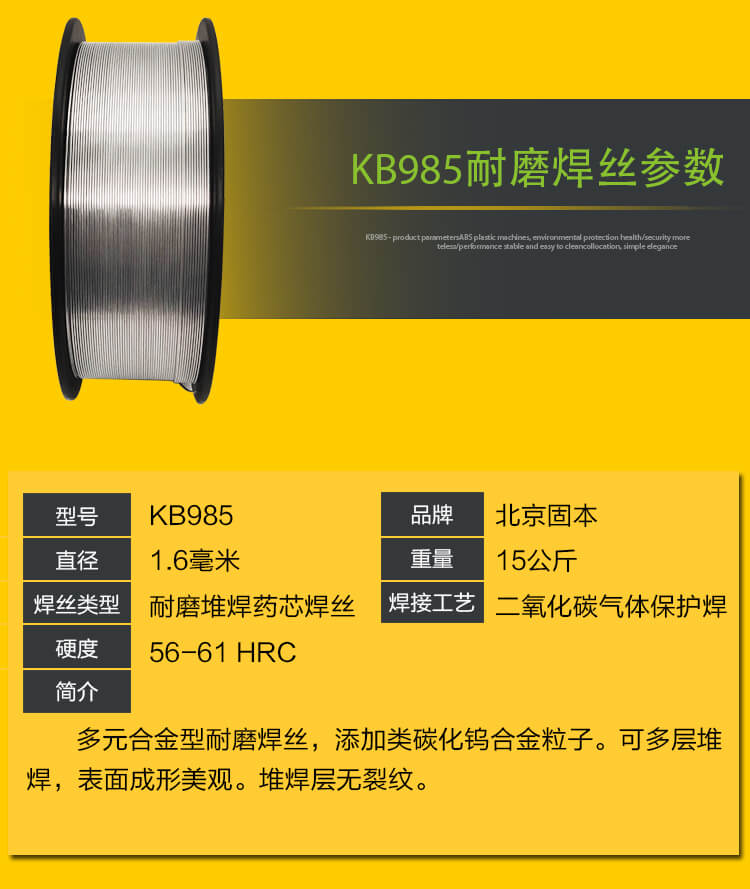 KB985耐磨焊丝参数
KB985 - product parametersABS plastic machines, environmental protection health/security more
teless/performance stable and easy to cleancollocation, simple elegance
型号 KB985 品牌 北京固本
直径 1.6毫米 重量 15公斤
焊丝类型 耐磨堆焊药芯焊丝 焊接工艺 二氧化碳气体保护焊
硬度 56-61 HRC
简介
多元合金型耐磨焊丝，添加类碳化钨合金粒子。可多层堆
焊，表面成形美观。堆焊层无裂纹。